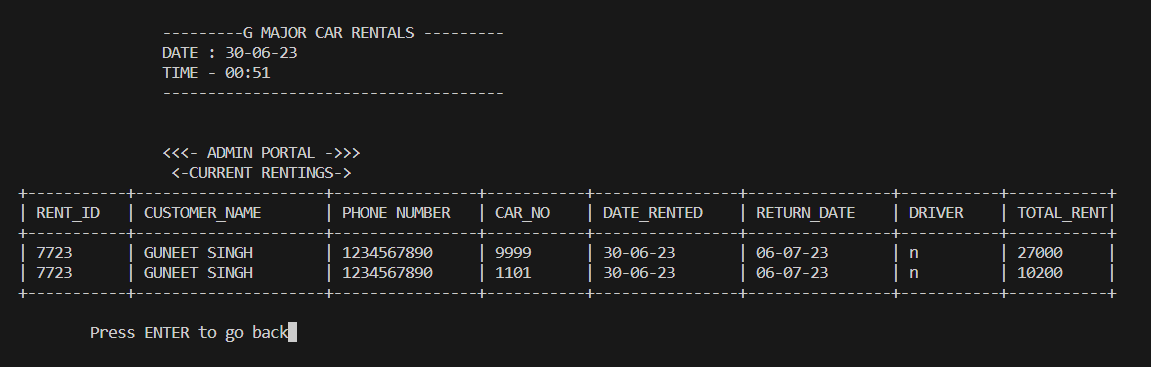 ---------G MAJOR CAR RENTALS ---------
DATE : 30-06-23
TIME - 00:51
--------------------------------------
<<<- ADMIN PORTAL ->>>
<-CURRENT RENTINGS->
+-----------+---------------------+----------------+-----------+----------------+----------------+-----------+-----------+
| RENT_ID   | CUSTOMER_NAME       | PHONE NUMBER   | CAR_NO    | DATE_RENTED    | RETURN_DATE    | DRIVER    | TOTAL_RENT|
+-----------+---------------------+----------------+-----------+----------------+----------------+-----------+-----------+
| 7723      | GUNEET SINGH        | 1234567890     | 9999      | 30-06-23       | 06-07-23       | n         | 27000     |
| 7723      | GUNEET SINGH        | 1234567890     | 1101      | 30-06-23       | 06-07-23       | n         | 10200     |
+-----------+---------------------+----------------+-----------+----------------+----------------+-----------+-----------+
Press ENTER to go back